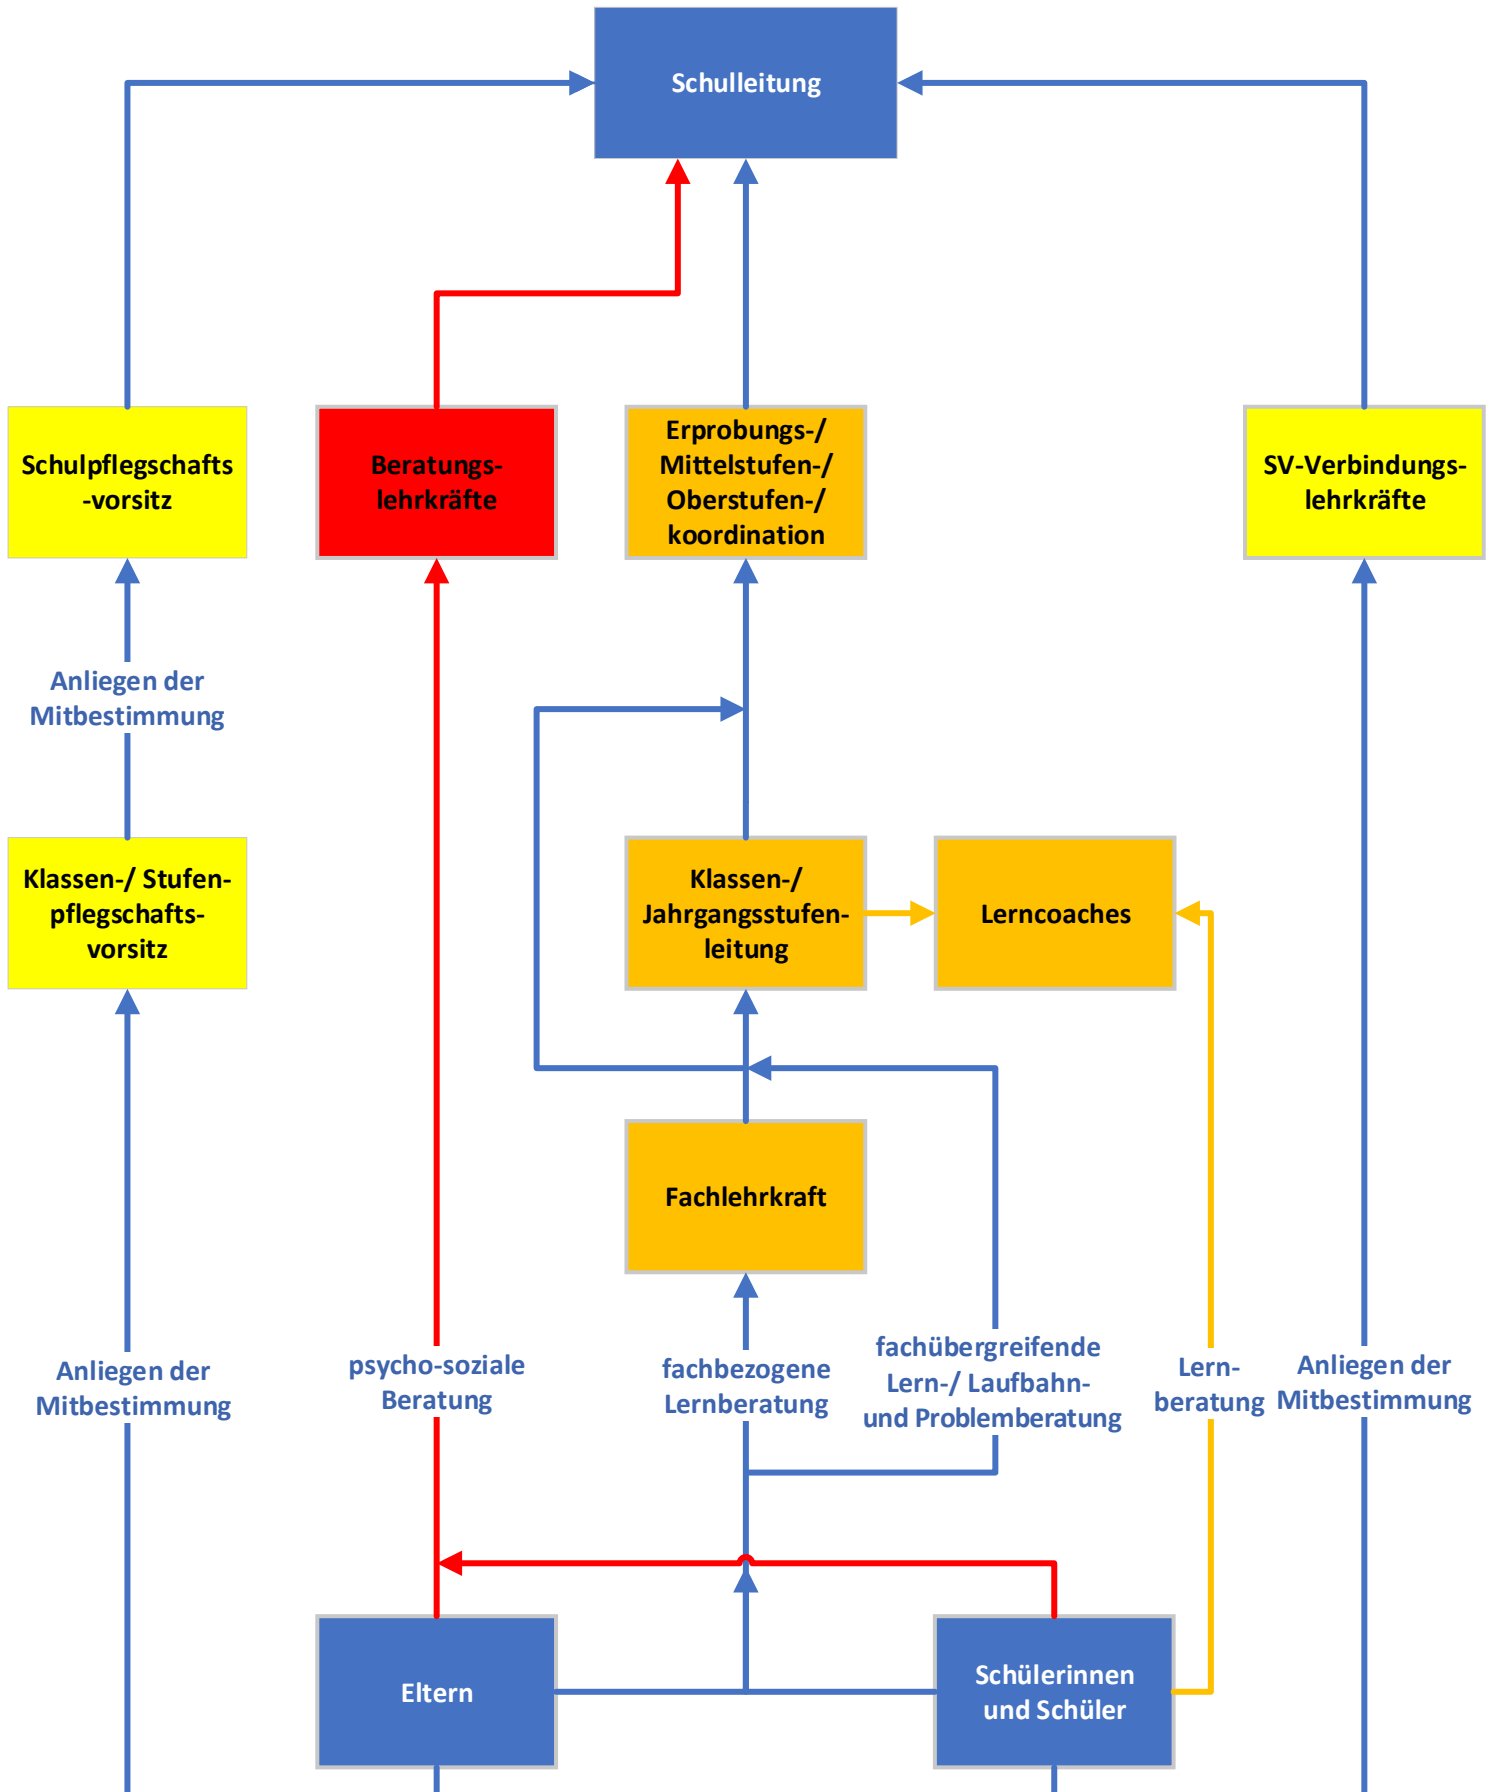 Schulleitung
Schulpflegschafts
-vorsitz
Beratungs-
lehrkräfte
Erprobungs-/
Mittelstufen-/
Oberstufen-/
koordination
SV-Verbindungs-
lehrkräfte
Anliegen der
Mitbestimmung
Klassen-/ Stufen-
pflegschafts-
vorsitz
Klassen-/
Jahrgangsstufen-
leitung
Lerncoaches
Fachlehrkraft
Anliegen der
Mitbestimmung
psycho-soziale
Beratung
fachbezogene
Lernberatung
fachübergreifende
Lern-/ Laufbahn-
und Problemberatung
Lern-
beratung
Anliegen der
Mitbestimmung
Eltern
Schülerinnen
und Schüler